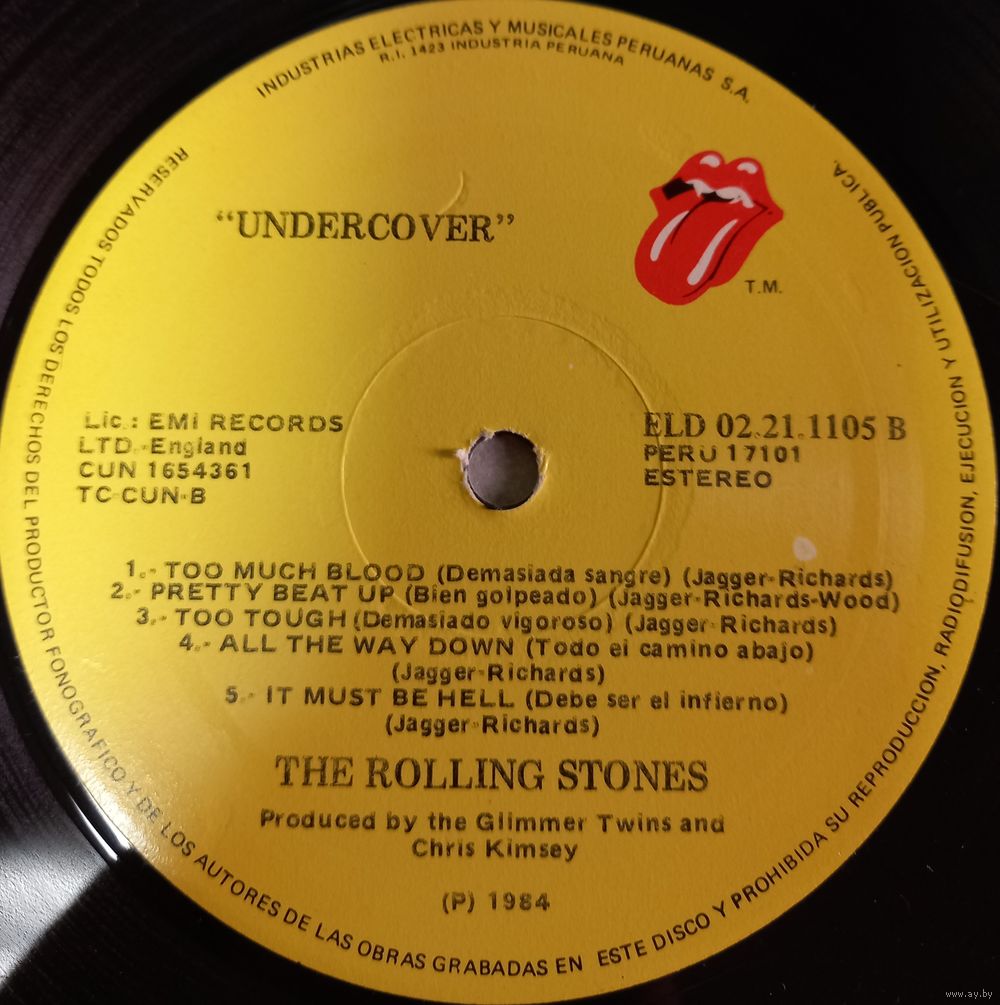 INDUSTRIAS ELECTRICAS Y MUSICALES PERUANAS S.A.
R.I. 1423 INDUSTRIA PERUANA
RESERVADOS TODOS LOS DERECHOS DEL PRODUCTOR FONOGRAFICO Y DE LOS AUTORES DE LAS OBRAS GRABADAS EN ESTE DISCO Y PROHIBIDA SU REPRODUCCION, RADIODIFUSION, EJECUCION Y UTILIZACION PUBLICA.
“UNDERCOVER”
T.M.
Lic.: EMI RECORDS
LTD.-England
CUN 1654361
TC-CUN-B
ELD 02.21.1105 B
PERU 17101
ESTEREO
1.- TOO MUCH BLOOD (Demasiada sangre) (Jagger-Richards)
2.- PRETTY BEAT UP (Bien golpeado) (Jagger-Richards-Wood)
3.- TOO TOUGH (Demasiado vigoroso) (Jagger-Richards)
4.- ALL THE WAY DOWN (Todo el camino abajo)
(Jagger-Richards)
5.- IT MUST BE HELL (Debe ser el infierno)
(Jagger-Richards)
THE ROLLING STONES
Produced by the Glimmer Twins and
Chris Kimsey
(P) 1984
www.ay.by